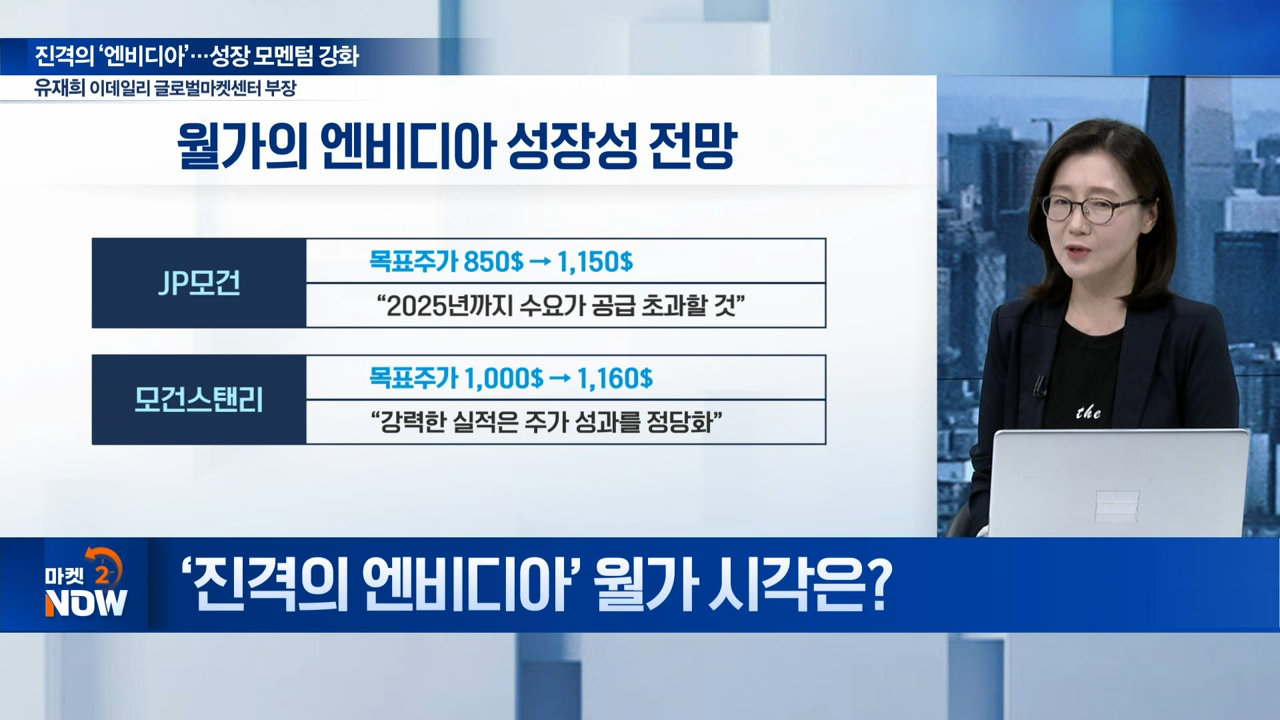 진격의 ‘엔비디아’…성장 모멘텀 강화
유재희 이데일리 글로벌마켓센터 부장
월가의 엔비디아 성장성 전망
JP모건
목표주가 850$ → 1,150$
“2025년까지 수요가 공급 초과할 것”
모건스탠리
목표주가 1,000$ → 1,160$
“강력한 실적은 주가 성과를 정당화”
the
마켓 2
NOW
‘진격의 엔비디아’ 월가 시각은?